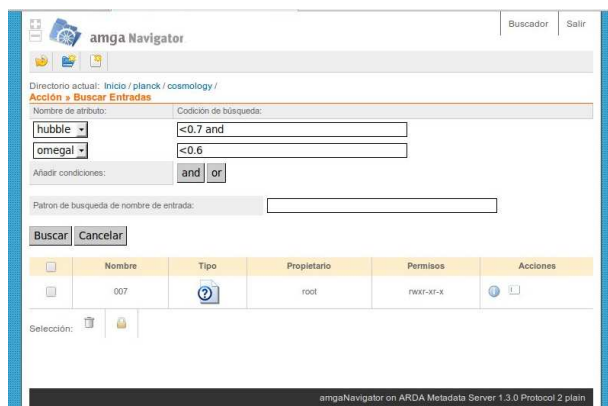 Buscador Salir
amga Navigator
Directorio actual: Inicio / planck / cosmology /
Acción » Buscar Entradas
Nombre de atributo: Codición de búsqueda:
hubble <0.7 and
omegal <0.6
Añadir condiciones: and or
Patron de busqueda de nombre de entrada:
Buscar Cancelar
Nombre Tipo Propietario Permisos Acciones
007 root rwxr-xr-x
Selección:
amgaNavigator on ARDA Metadata Server 1.3.0 Protocol 2 plain